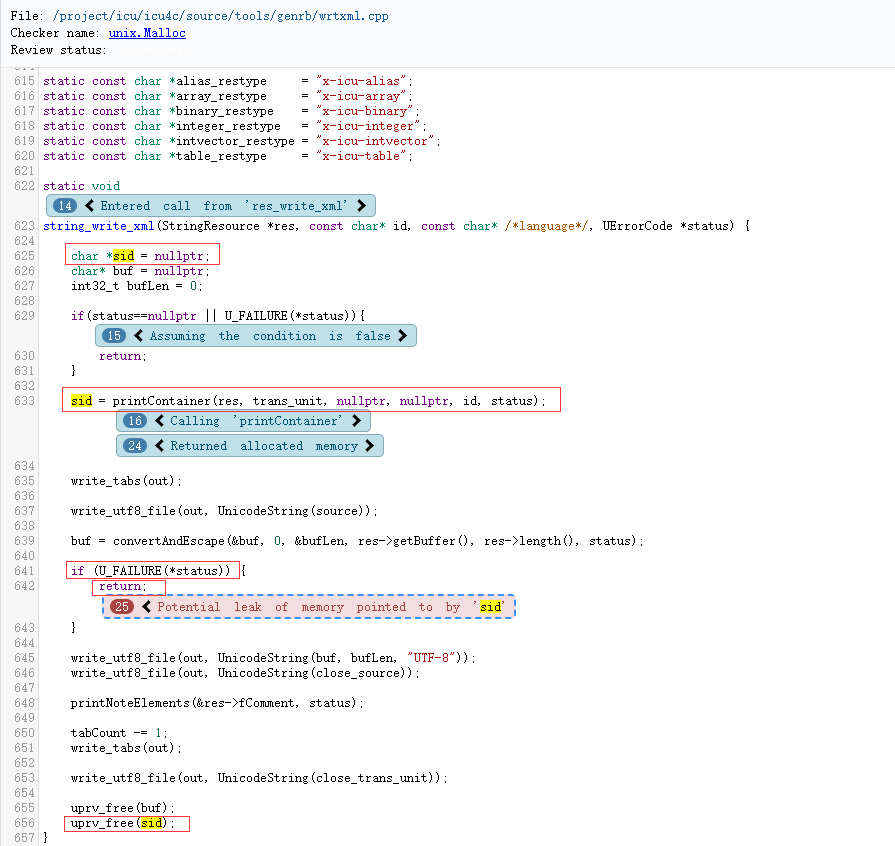 File: /project/icu/icu4c/source/tools/genrb/wrtxml.cpp
Checker name: unix.Malloc
Review status:
615 static const char *alias_restype     = "x-icu-alias";
616 static const char *array_restype     = "x-icu-array";
617 static const char *binary_restype    = "x-icu-binary";
618 static const char *integer_restype   = "x-icu-integer";
619 static const char *intvector_restype = "x-icu-intvector";
620 static const char *table_restype     = "x-icu-table";
621
622 static void
14 Entered call from 'res_write_xml'
623 string_write_xml(StringResource *res, const char* id, const char* /*language*/, UErrorCode *status) {
624
625     char *sid = nullptr;
626     char* buf = nullptr;
627     int32_t bufLen = 0;
628
629     if(status==nullptr || U_FAILURE(*status)){
15 Assuming the condition is false
630         return;
631     }
632
633     sid = printContainer(res, trans_unit, nullptr, nullptr, id, status);
16 Calling 'printContainer'
24 Returned allocated memory
634
635     write_tabs(out);
636
637     write_utf8_file(out, UnicodeString(source));
638
639     buf = convertAndEscape(&buf, 0, &bufLen, res->getBuffer(), res->length(), status);
640
641     if (U_FAILURE(*status)) {
642         return;
25 Potential leak of memory pointed to by 'sid'
643     }
644
645     write_utf8_file(out, UnicodeString(buf, bufLen, "UTF-8"));
646     write_utf8_file(out, UnicodeString(close_source));
647
648     printNoteElements(&res->fComment, status);
649
650     tabCount -= 1;
651     write_tabs(out);
652
653     write_utf8_file(out, UnicodeString(close_trans_unit));
654
655     uprv_free(buf);
656     uprv_free(sid);
657 }